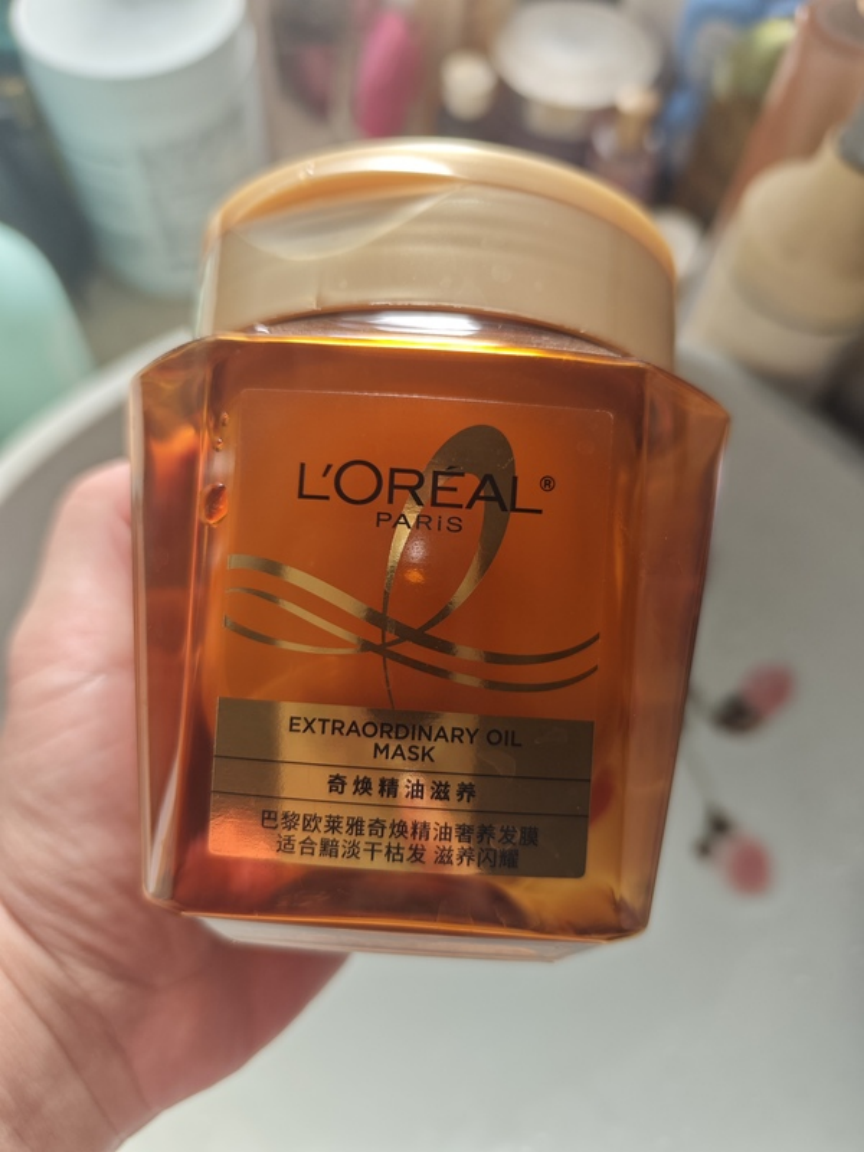 L'ORÉAL®
PARIS
EXTRAORDINARY OIL
MASK
奇焕精油滋养
巴黎欧莱雅奇焕精油奢养发膜
适合黯淡干枯发 滋养闪耀